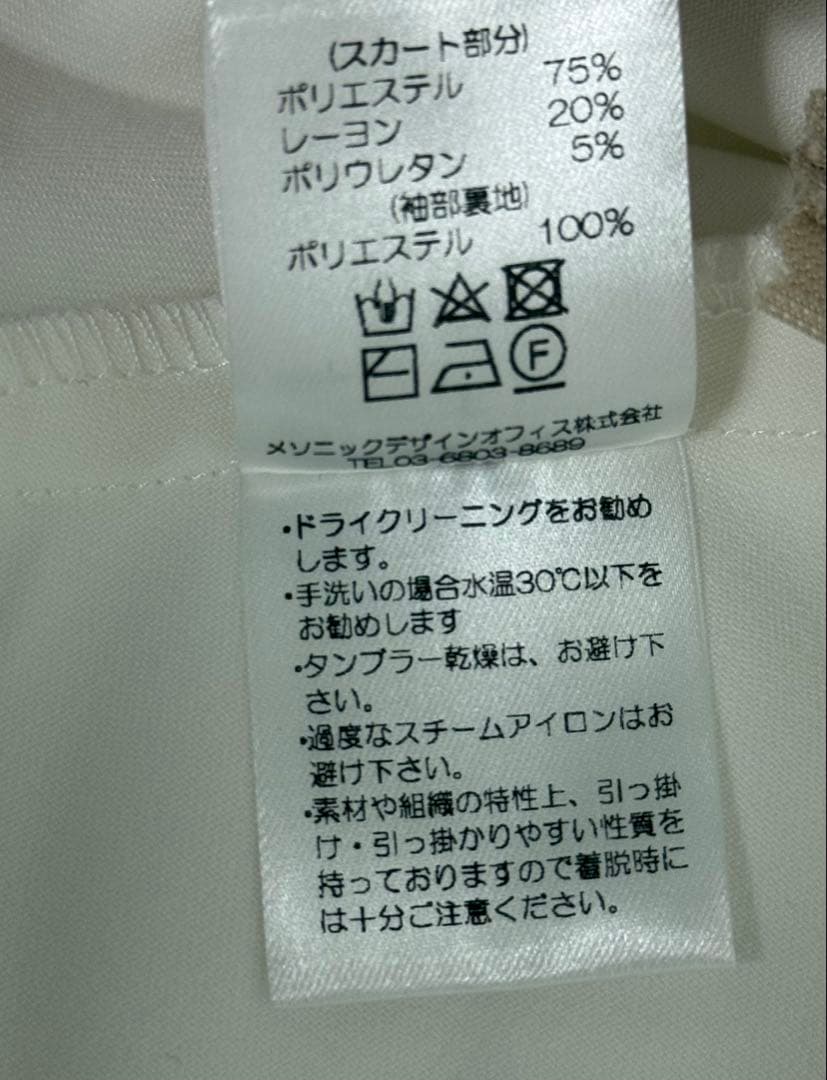 (スカート部分)
ポリエステル 75%
レーヨン 20%
ポリウレタン 5%
(袖部裏地)
ポリエステル 100%
F
メソニックデザインオフィス株式会社
TEL03-6803-8689
・ドライクリーニングをお勧め
します。
・手洗いの場合水温30℃以下を
お勧めします
・タンブラー乾燥は、お避け下
さい。
・過度なスチームアイロンはお
避け下さい。
・素材や組織の特性上、引っ掛
け・引っ掛かりやすい性質を
持っておりますので着脱時に
は十分ご注意ください。